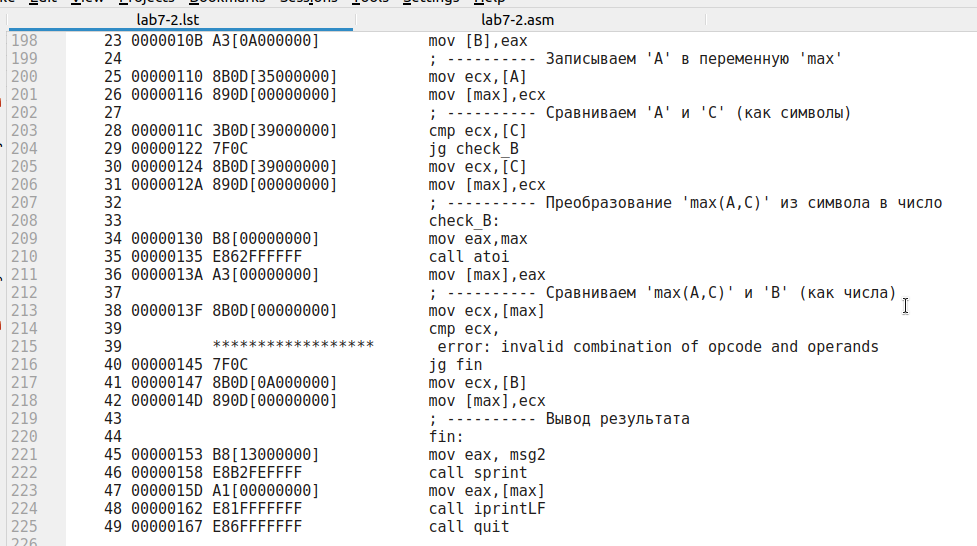 lab7-2.lst lab7-2.asm
198 23 0000010B A3[0A000000] mov [B],eax
199 24 ; ---------- Записываем 'A' в переменную 'max'
200 25 00000110 8B0D[35000000] mov ecx,[A]
201 26 00000116 890D[00000000] mov [max],ecx
202 27 ; ---------- Сравниваем 'A' и 'C' (как символы)
203 28 0000011C 3B0D[39000000] cmp ecx,[C]
204 29 00000122 7F0C jg check_B
205 30 00000124 8B0D[39000000] mov ecx,[C]
206 31 0000012A 890D[00000000] mov [max],ecx
207 32 ; ---------- Преобразование 'max(A,C)' из символа в число
208 33 check_B:
209 34 00000130 B8[00000000] mov eax,max
210 35 00000135 E862FFFFFF call atoi
211 36 0000013A A3[00000000] mov [max],eax
212 37 ; ---------- Сравниваем 'max(A,C)' и 'B' (как числа)
213 38 0000013F 8B0D[00000000] mov ecx,[max]
214 39 cmp ecx,
215 39 ****************** error: invalid combination of opcode and operands
216 40 00000145 7F0C jg fin
217 41 00000147 8B0D[0A000000] mov ecx,[B]
218 42 0000014D 890D[00000000] mov [max],ecx
219 43 ; ---------- Вывод результата
220 44 fin:
221 45 00000153 B8[13000000] mov eax, msg2
222 46 00000158 E8B2FEFFFF call sprint
223 47 0000015D A1[00000000] mov eax,[max]
224 48 00000162 E81FFFFFFF call iprintLF
225 49 00000167 E86FFFFFFF call quit